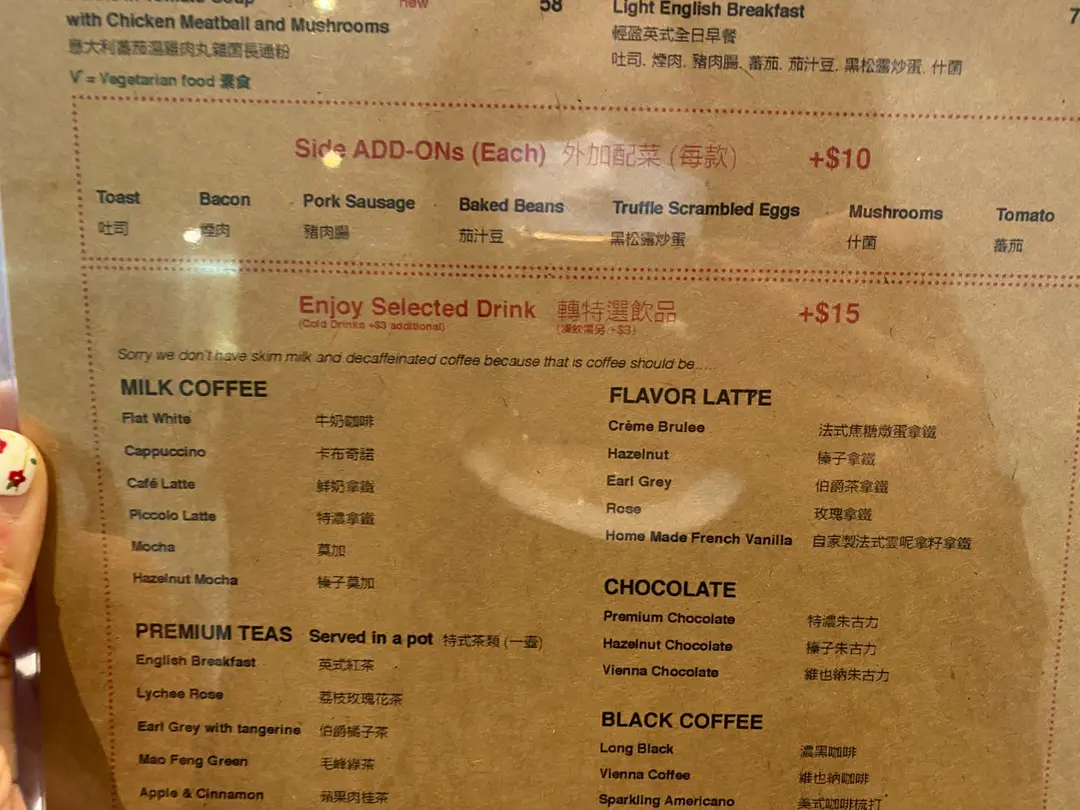 in Tomato Soup
with Chicken Meatball and Mushrooms
new
58
意大利蕃茄湯雞肉丸雜菌長通粉
V = Vegetarian food 素食
Light English Breakfast
7
輕盈英式全日早餐
吐司, 煙肉, 豬肉腸, 蕃茄, 茄汁豆, 黑松露炒蛋, 什菌
Side ADD-ONs (Each) 外加配菜 (每款) +$10
Toast Bacon Pork Sausage Baked Beans Truffle Scrambled Eggs Mushrooms Tomato
吐司 煙肉 豬肉腸 茄汁豆 黑松露炒蛋 什菌 蕃茄
Enjoy Selected Drink 轉特選飲品 +$15
(Cold Drinks +$3 additional) (凍飲需另 +$3)
Sorry we don't have skim milk and decaffeinated coffee because that is coffee should be.....
MILK COFFEE
Flat White 牛奶咖啡
Cappuccino 卡布奇諾
Café Latte 鮮奶拿鐵
Piccolo Latte 特濃拿鐵
Mocha 莫加
Hazelnut Mocha 榛子莫加
PREMIUM TEAS Served in a pot 特式茶類 (一壺)
English Breakfast 英式紅茶
Lychee Rose 荔枝玫瑰花茶
Earl Grey with tangerine 伯爵橘子茶
Mao Feng Green 毛峰綠茶
Apple & Cinnamon 蘋果肉桂茶
FLAVOR LATTE
Crème Brulee 法式焦糖燉蛋拿鐵
Hazelnut 榛子拿鐵
Earl Grey 伯爵茶拿鐵
Rose 玫瑰拿鐵
Home Made French Vanilla 自家製法式雲呢拿籽拿鐵
CHOCOLATE
Premium Chocolate 特濃朱古力
Hazelnut Chocolate 榛子朱古力
Vienna Chocolate 維也納朱古力
BLACK COFFEE
Long Black 濃黑咖啡
Vienna Coffee 維也納咖啡
Sparkling Americano 美式咖啡梳打